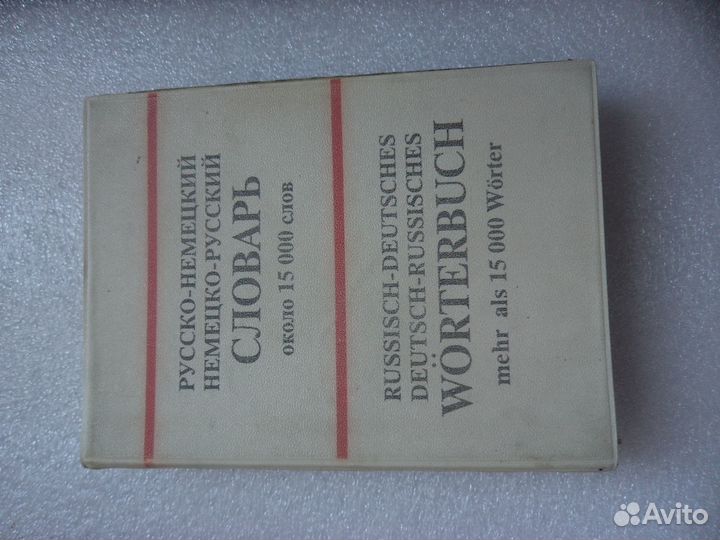 РУССКО-НЕМЕЦКИЙ
НЕМЕЦКО-РУССКИЙ
СЛОВАРЬ
около 15 000 слов
RUSSISCH-DEUTSCHES
DEUTSCH-RUSSISCHES
WÖRTERBUCH
mehr als 15 000 Wörter
Avito